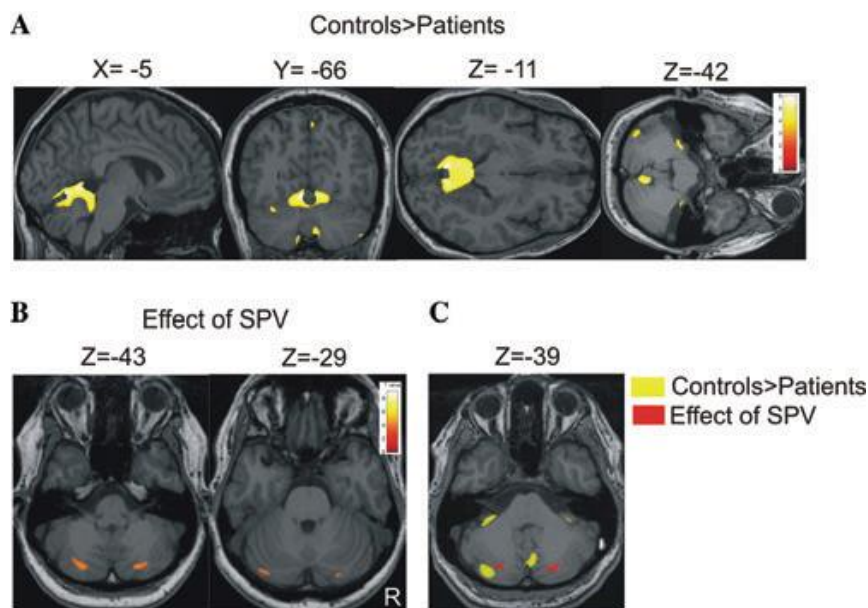 A
Controls>Patients
X= -5
Y= -66
Z= -11
Z=-42
B
Effect of SPV
Z=-43
Z=-29
R
C
Z=-39
Controls>Patients
Effect of SPV